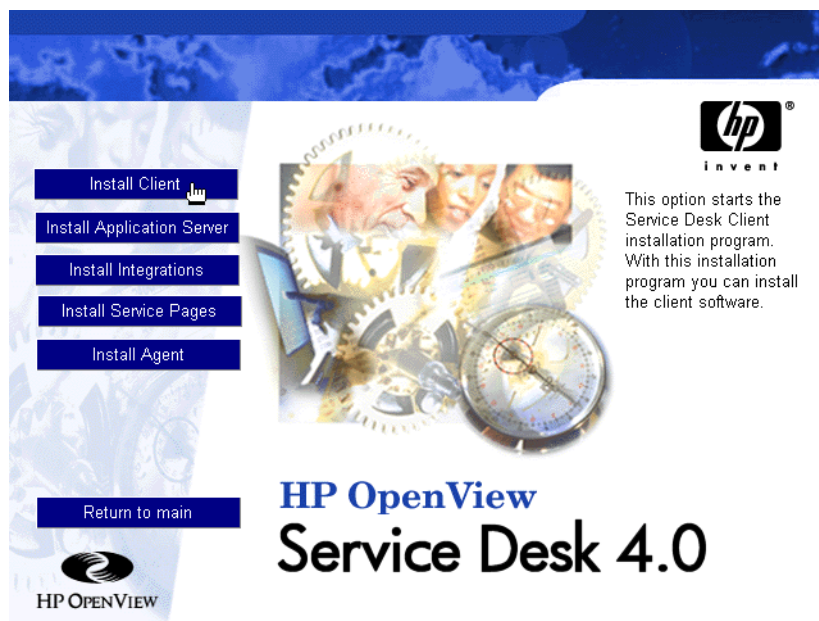 hp
®
invent
Install Client
Install Application Server
Install Integrations
Install Service Pages
Install Agent
Return to main
This option starts the
Service Desk Client
installation program.
With this installation
program you can install
the client software.
HP OpenView
Service Desk 4.0
HP OPENVIEW